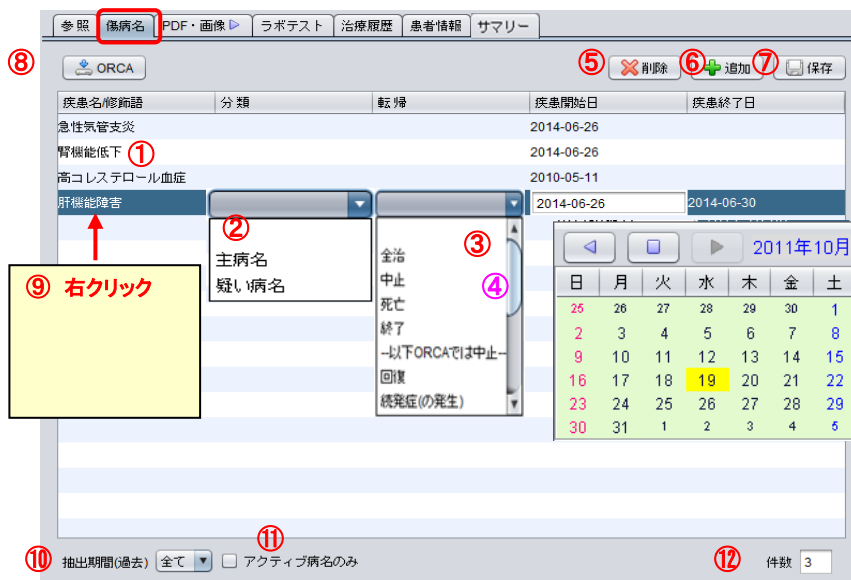 参照 傷病名 PDF・画像 ラボテスト 治療履歴 患者情報 サマリー
⑧ ORCA ⑤ 削除 ⑥ 追加 ⑦ 保存
疾患名/修飾語 分類 転帰 疾患開始日 疾患終了日
急性気管支炎 2014-06-26
腎機能低下 ① 2014-06-26
高コレステロール血症 2010-05-11
肝機能障害 2014-06-26 2014-06-30
⑨ 右クリック
②
主病名
疑い病名
③
④
全治
中止
死亡
終了
--以下ORCAでは中止--
回復
続発症(の発生)
2011年10月
日 月 火 水 木 金 土
25 26 27 28 29 30 1
2 3 4 5 6 7 8
9 10 11 12 13 14 15
16 17 18 19 20 21 22
23 24 25 26 27 28 29
30 31 1 2 3 4 5
⑩ 抽出期間(過去) 全て ⑪ アクティブ病名のみ ⑫ 件数 3